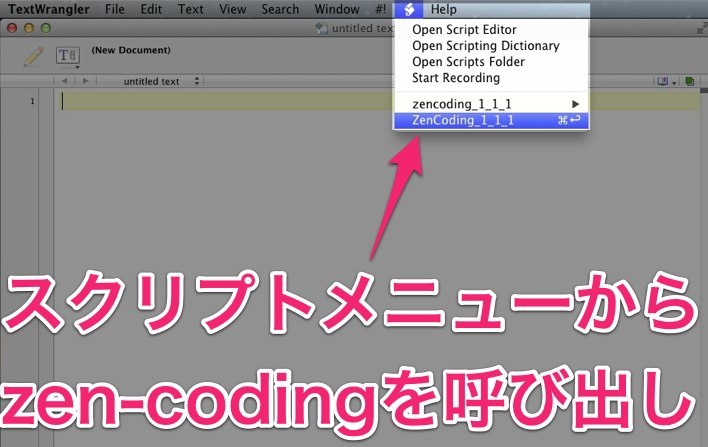 TextWrangler File Edit Text View Search Window #! Help
untitled text
(New Document)
untitled text
1
Open Script Editor
Open Scripting Dictionary
Open Scripts Folder
Start Recording
zencoding_1_1_1
ZenCoding_1_1_1 ⌘↩
スクリプトメニューから
zen-codingを呼び出し